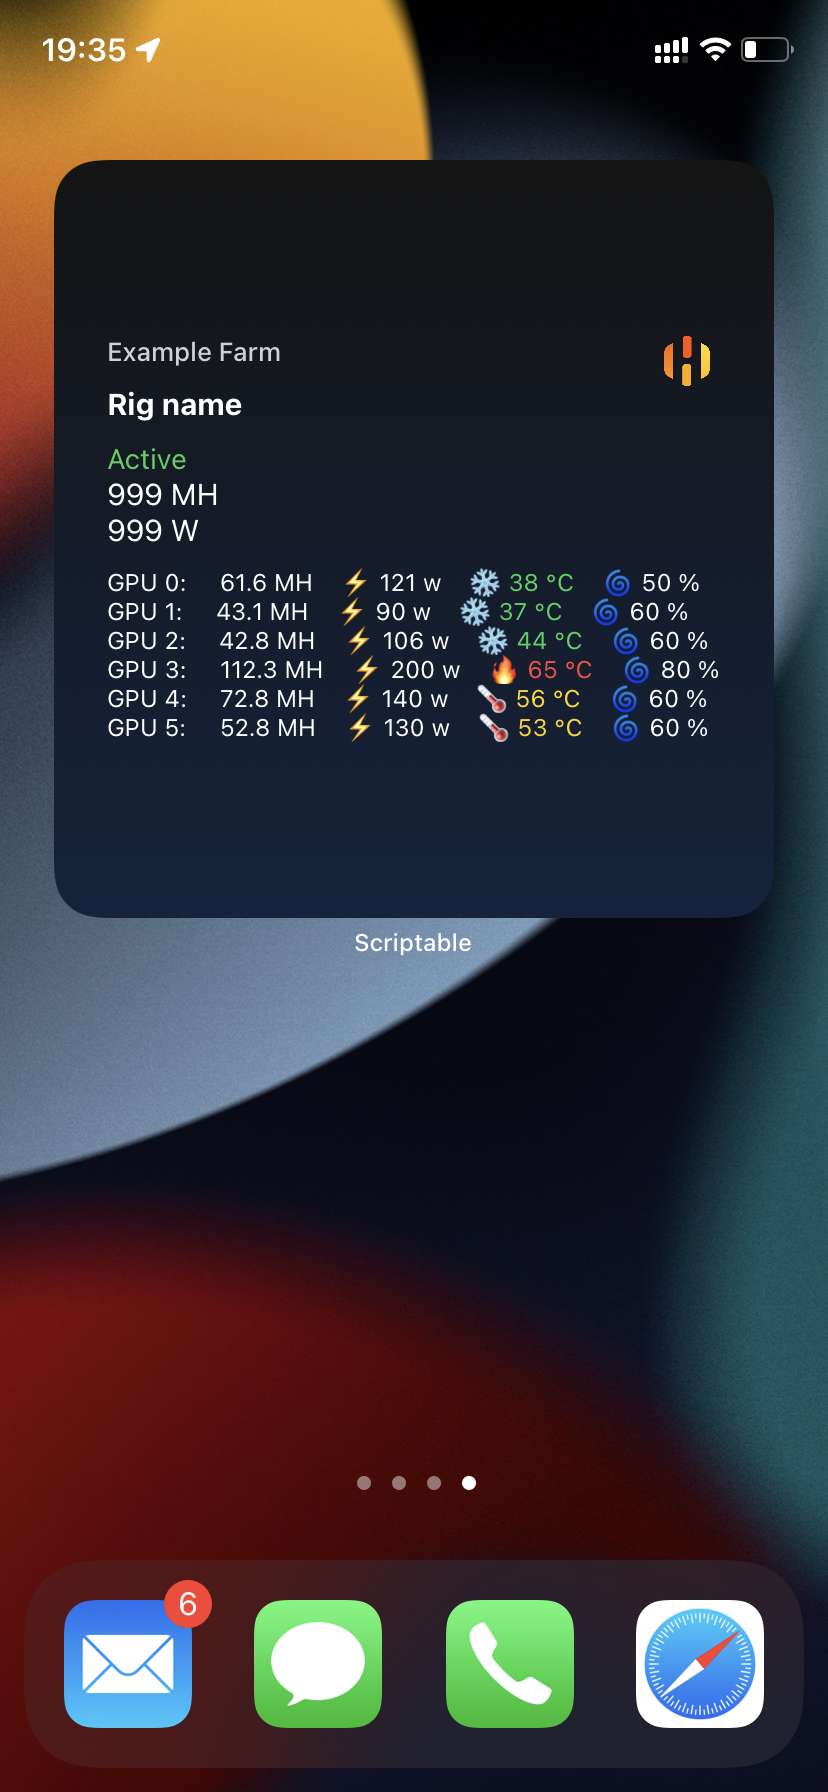 19:35
Example Farm
Rig name
Active
999 MH
999 W
GPU 0: 61.6 MH ⚡ 121 w ❄️ 38 °C 🌀 50 %
GPU 1: 43.1 MH ⚡ 90 w ❄️ 37 °C 🌀 60 %
GPU 2: 42.8 MH ⚡ 106 w ❄️ 44 °C 🌀 60 %
GPU 3: 112.3 MH ⚡ 200 w 🔥 65 °C 🌀 80 %
GPU 4: 72.8 MH ⚡ 140 w 🌡️ 56 °C 🌀 60 %
GPU 5: 52.8 MH ⚡ 130 w 🌡️ 53 °C 🌀 60 %
Scriptable
6